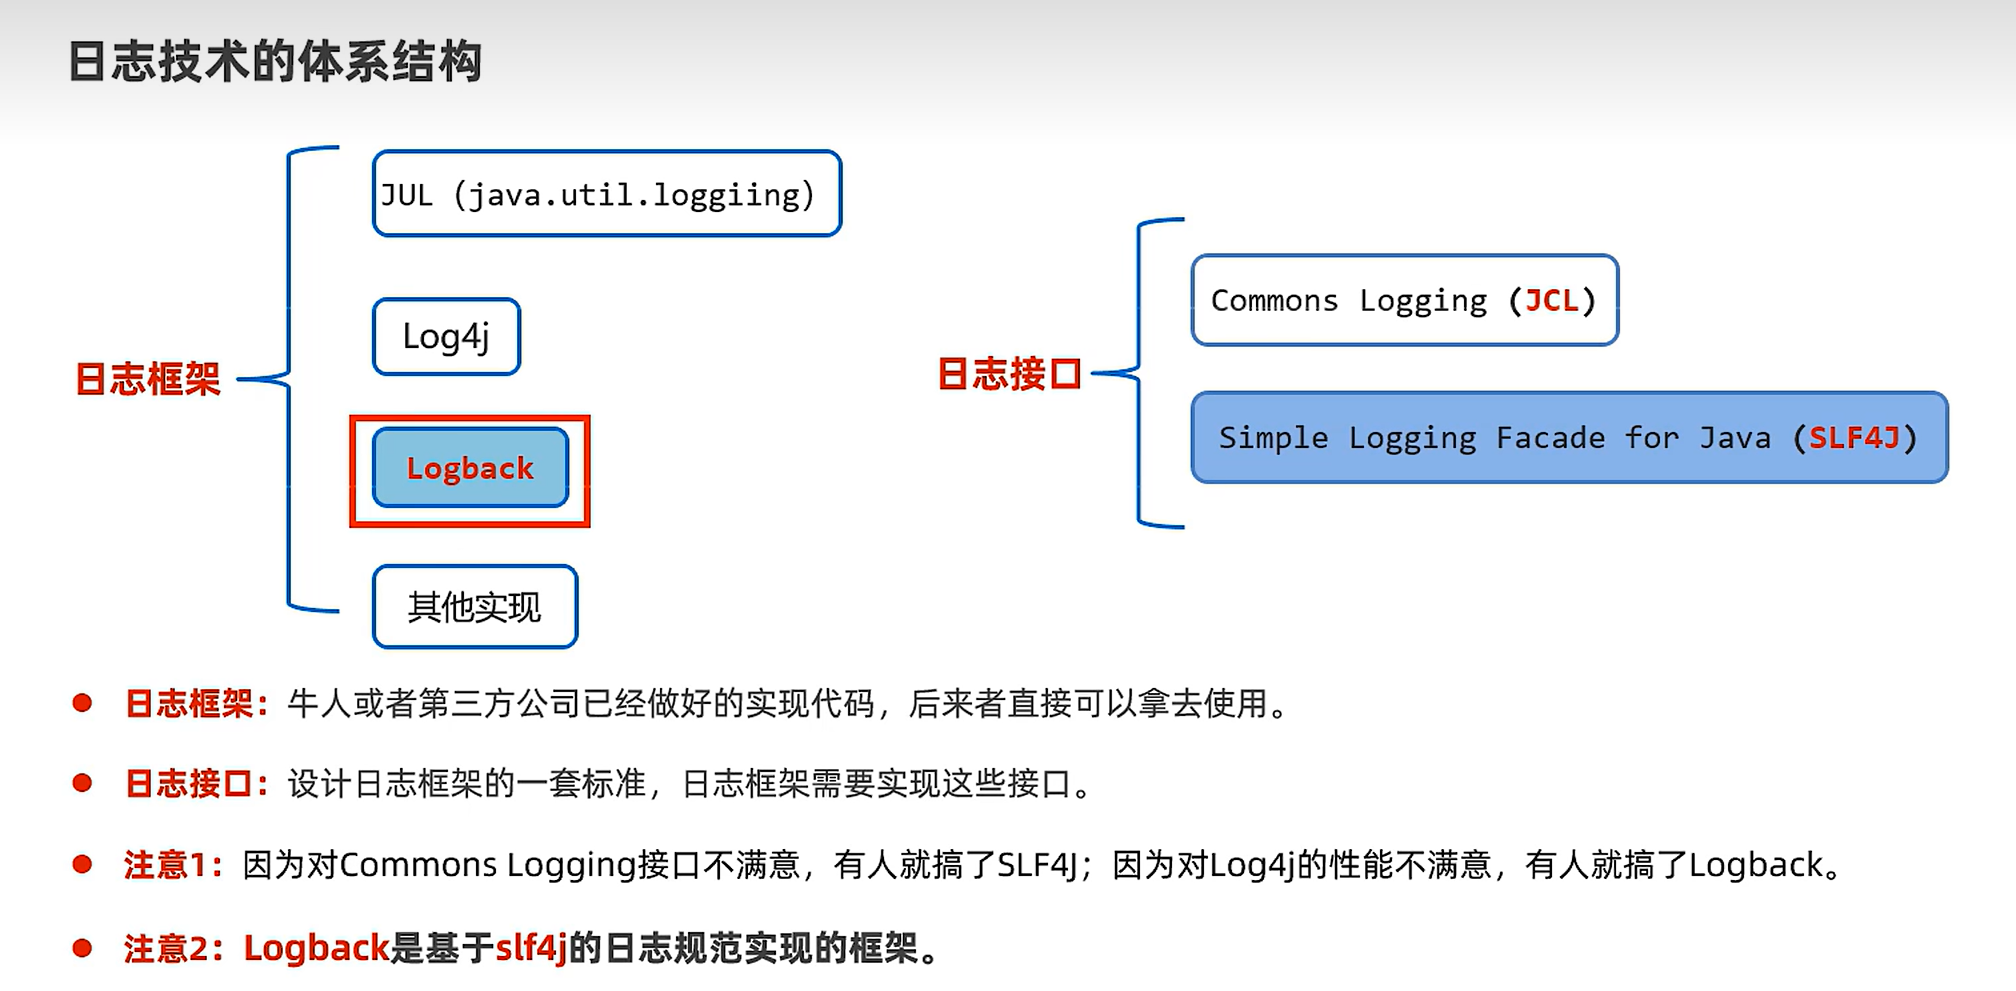 日志技术的体系结构
JUL (java.util.loggiing)
Log4j
日志框架
Logback
其他实现
Commons Logging (JCL)
日志接口
Simple Logging Facade for Java (SLF4J)
日志框架：牛人或者第三方公司已经做好的实现代码，后来者直接可以拿去使用。
日志接口：设计日志框架的一套标准，日志框架需要实现这些接口。
注意1：因为对Commons Logging接口不满意，有人就搞了SLF4J；因为对Log4j的性能不满意，有人就搞了Logback。
注意2：Logback是基于slf4j的日志规范实现的框架。